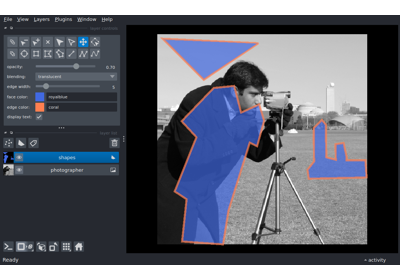 File View Layers Plugins Window Help
opacity: 0.70
blending: translucent
edge width: 5
face color: royalblue
edge color: coral
display text:
shapes
photographer
Ready
activity